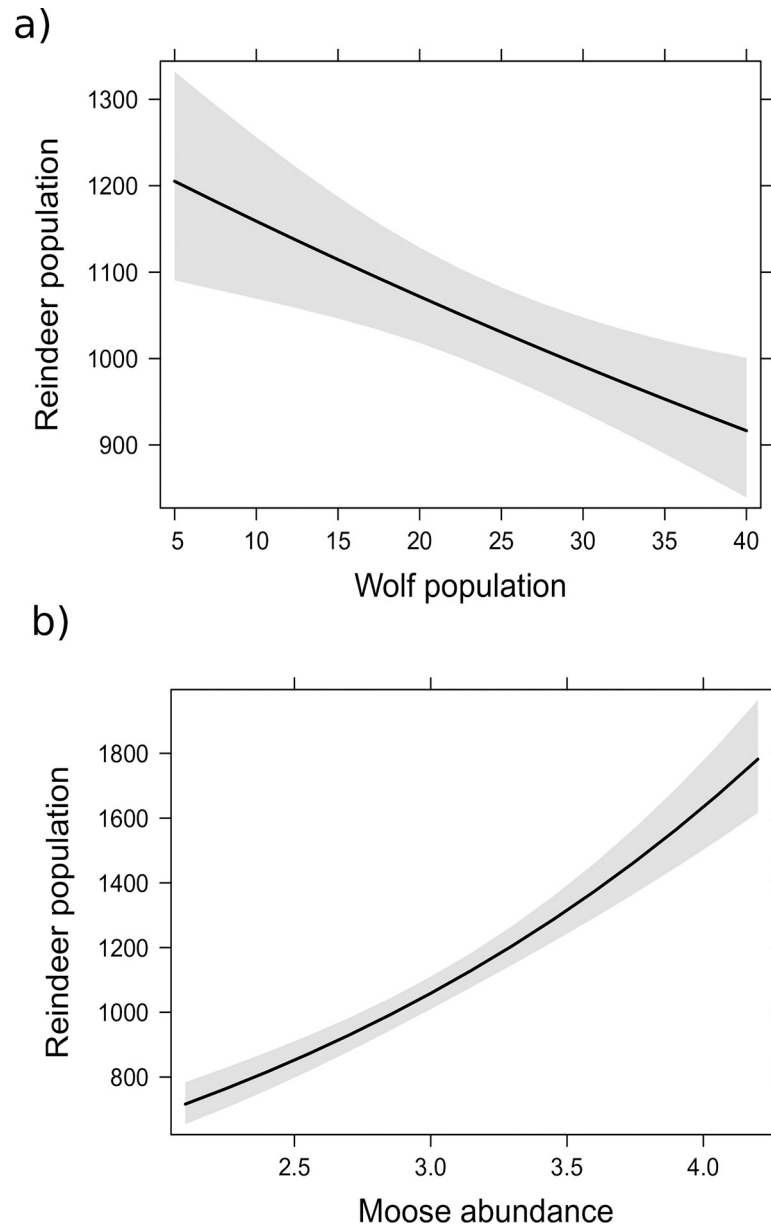 a)
Reindeer population
1300
1200
1100
1000
900
5 10 15 20 25 30 35 40
Wolf population
b)
Reindeer population
1800
1600
1400
1200
1000
800
2.5 3.0 3.5 4.0
Moose abundance